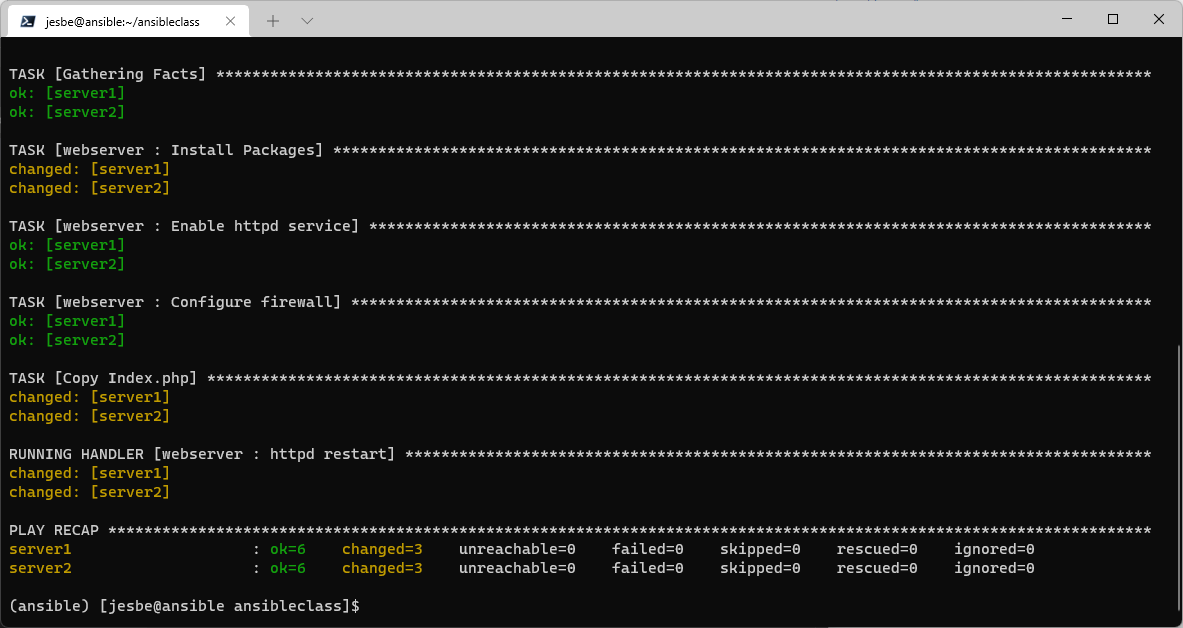 jesbe@ansible:~/ansibleclass
TASK [Gathering Facts] ********************************************************************************************************
ok: [server1]
ok: [server2]
TASK [webserver : Install Packages] *******************************************************************************************
changed: [server1]
changed: [server2]
TASK [webserver : Enable httpd service] ***************************************************************************************
ok: [server1]
ok: [server2]
TASK [webserver : Configure firewall] *****************************************************************************************
ok: [server1]
ok: [server2]
TASK [Copy Index.php] *********************************************************************************************************
changed: [server1]
changed: [server2]
RUNNING HANDLER [webserver : httpd restart] ***********************************************************************************
changed: [server1]
changed: [server2]
PLAY RECAP ********************************************************************************************************************
server1                    : ok=6    changed=3    unreachable=0    failed=0    skipped=0    rescued=0    ignored=0
server2                    : ok=6    changed=3    unreachable=0    failed=0    skipped=0    rescued=0    ignored=0
(ansible) [jesbe@ansible ansibleclass]$